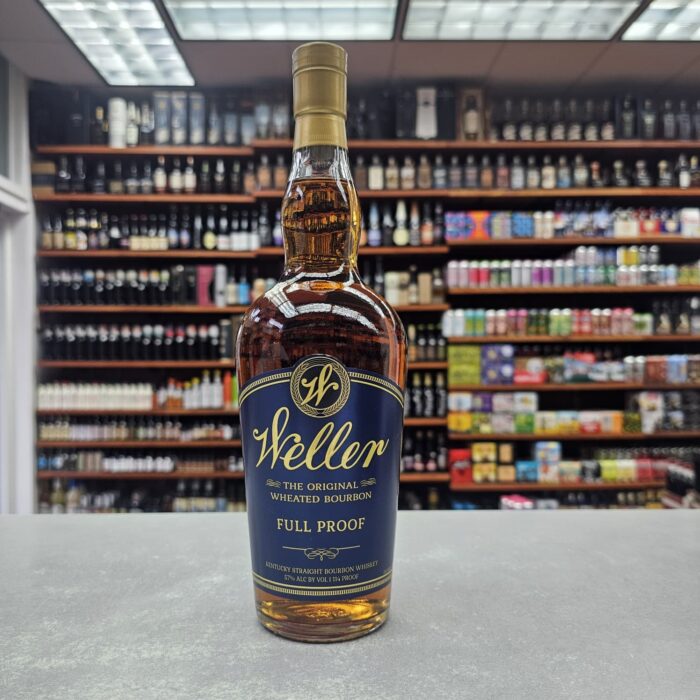 W
Weller
THE ORIGINAL
WHEATED BOURBON
FULL PROOF
KENTUCKY STRAIGHT BOURBON WHISKEY
57% ALC BY VOL | 114 PROOF